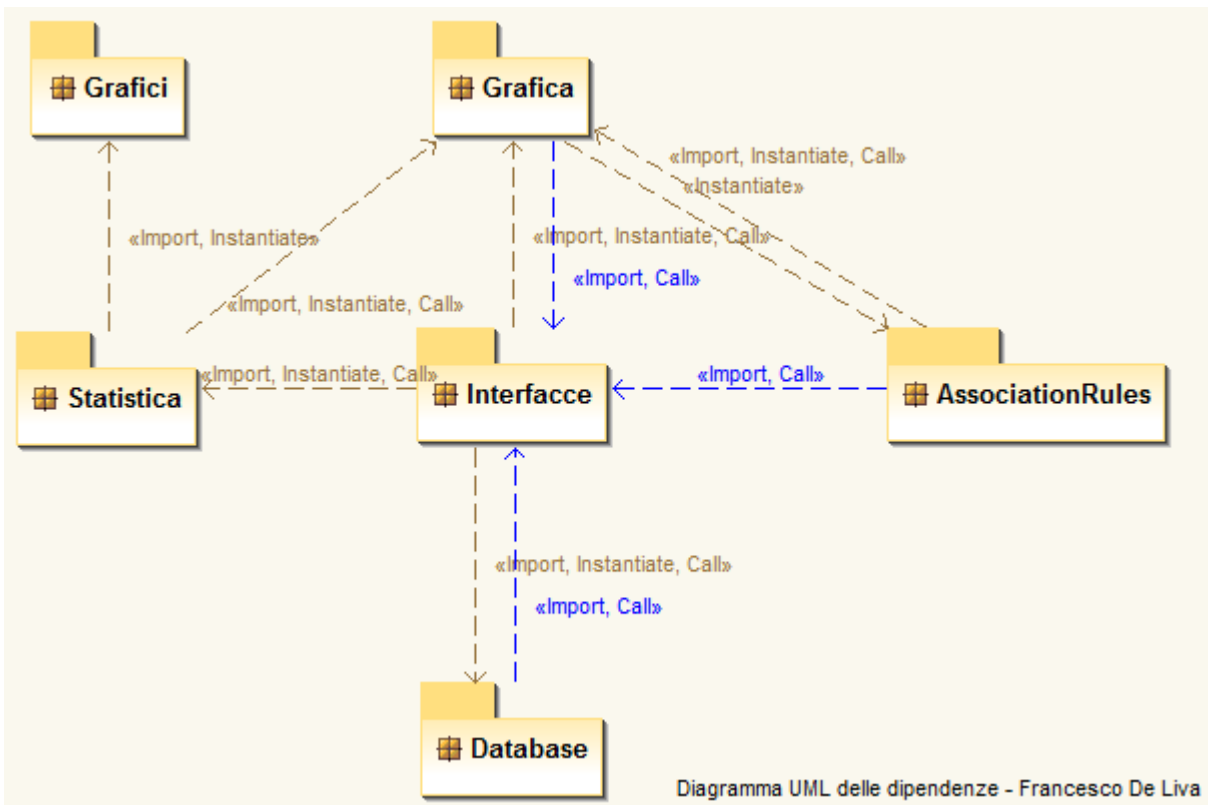 Grafici
Grafica
«Import, Instantiate, Call»
«Instantiate»
«Import, Instantiate»
«Import, Instantiate, Call»
«Import, Call»
«Import, Instantiate, Call»
«Import, Instantiate, Call»
«Import, Call»
Statistica
Interfacce
AssociationRules
«Import, Instantiate, Call»
«Import, Call»
Database
Diagramma UML delle dipendenze - Francesco De Liva